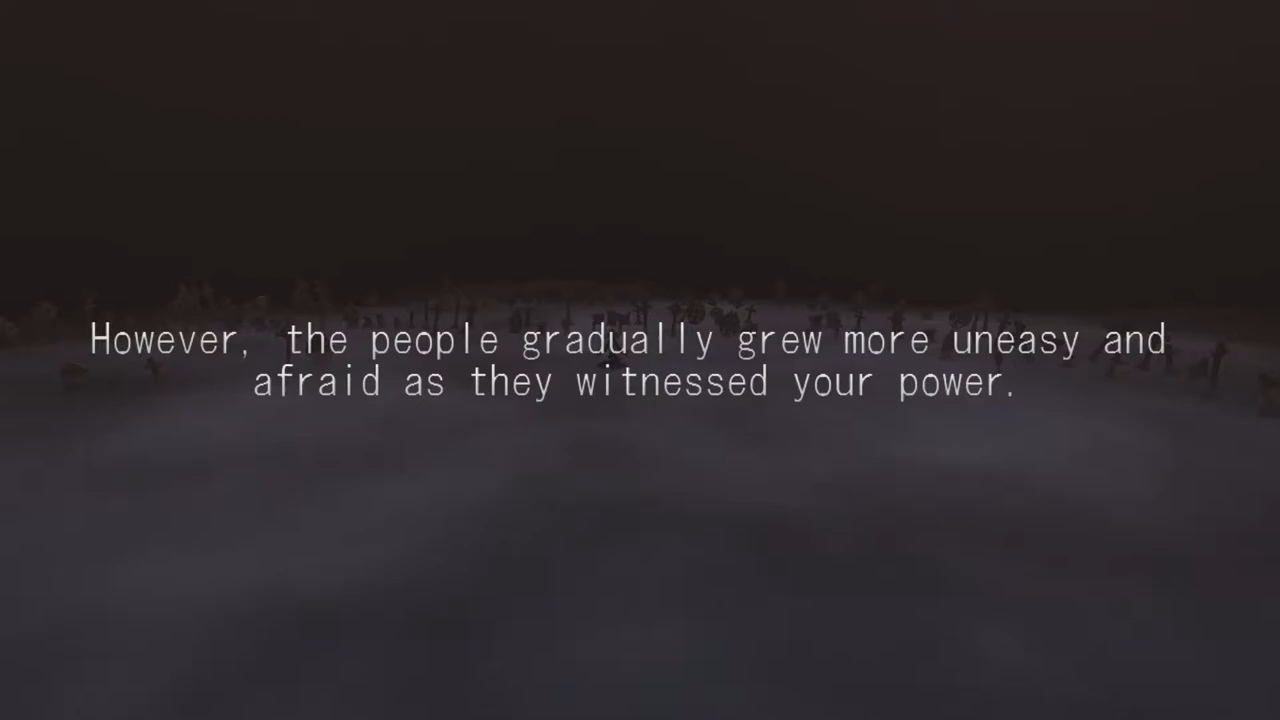 However, the people gradually grew more uneasy and
afraid as they witnessed your power.